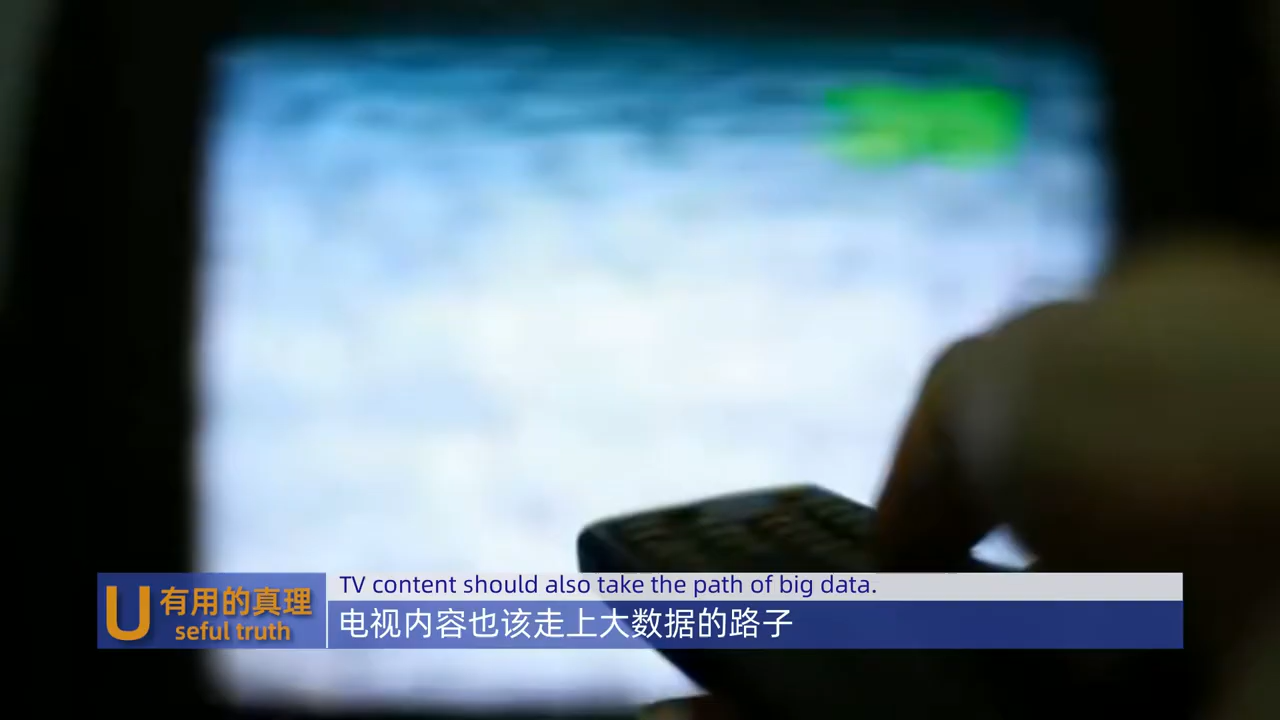 U有用的真理
seful truth
TV content should also take the path of big data.
电视内容也该走上大数据的路子